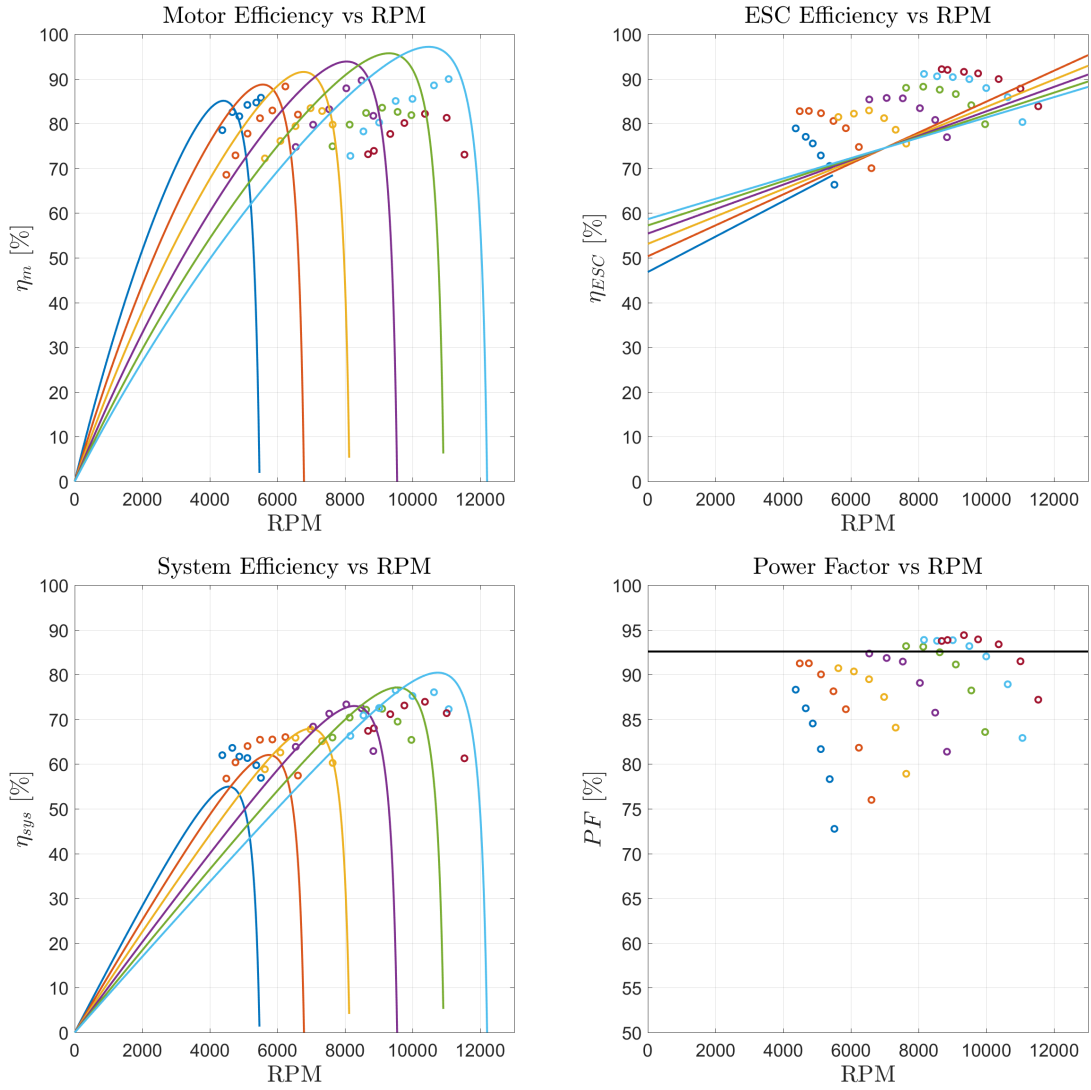 Motor Efficiency vs RPM
100
90
80
70
60
50
40
30
20
10
0
η_m [%]
0 2000 4000 6000 8000 10000 12000
RPM
ESC Efficiency vs RPM
100
90
80
70
60
50
40
30
20
10
0
η_ESC [%]
0 2000 4000 6000 8000 10000 12000
RPM
System Efficiency vs RPM
100
90
80
70
60
50
40
30
20
10
0
η_sys [%]
0 2000 4000 6000 8000 10000 12000
RPM
Power Factor vs RPM
100
95
90
85
80
75
70
65
60
55
50
PF [%]
0 2000 4000 6000 8000 10000 12000
RPM